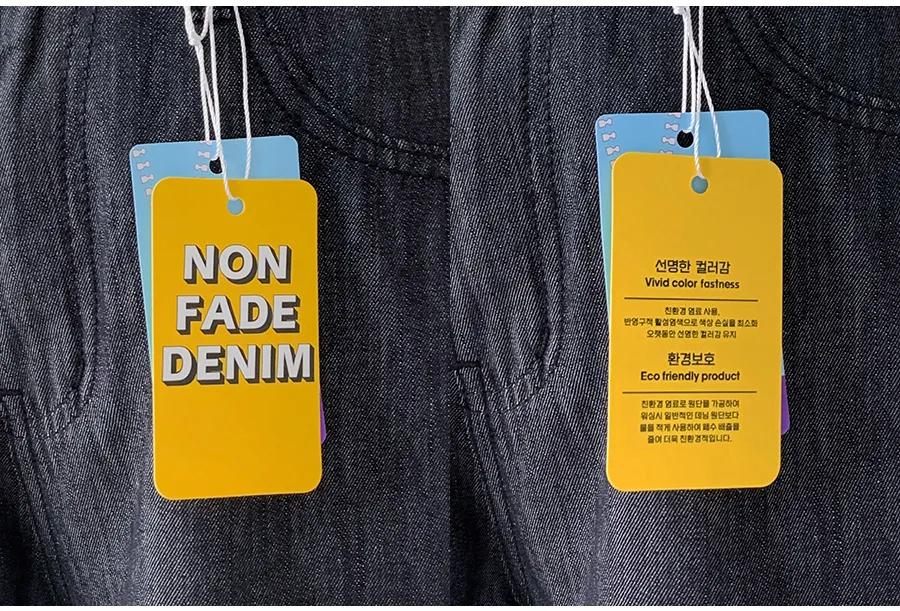 NON
FADE
DENIM
선명한 컬러감
Vivid color fastness
친환경 염료 사용,
반영구적 활성염색으로 색상 손실을 최소화
오랫동안 선명한 컬러감 유지
환경보호
Eco friendly product
친환경 염료로 원단을 가공하여
워싱시 일반적인 데님 원단보다
물을 적게 사용하여 폐수 배출을
줄여 더욱 친환경적입니다.